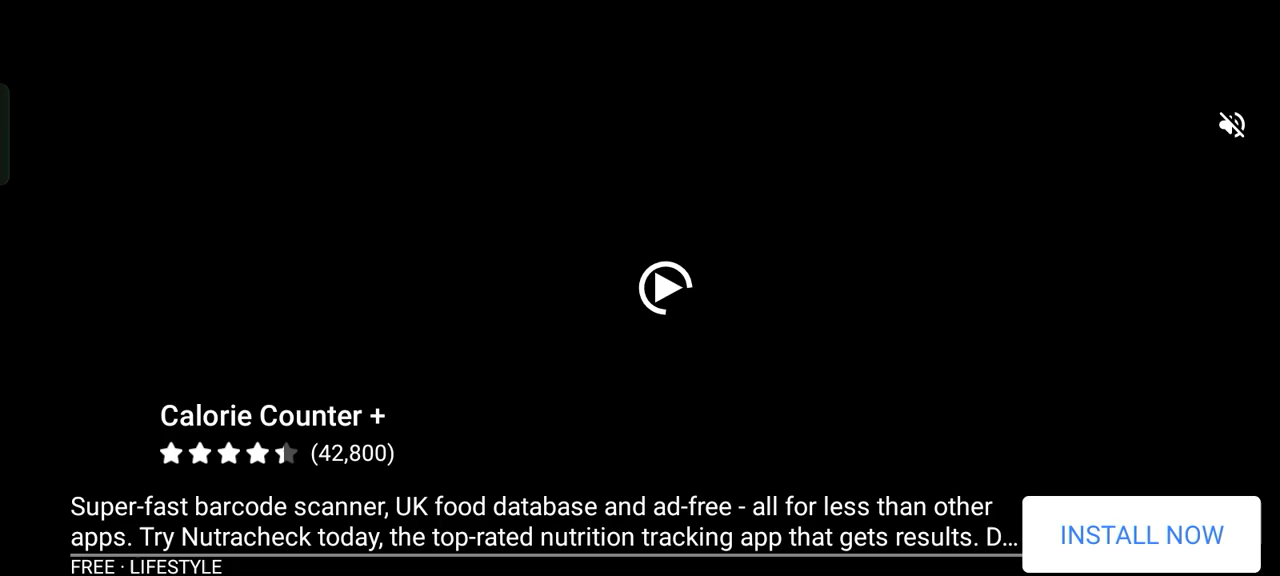 Calorie Counter +
(42,800)
Super-fast barcode scanner, UK food database and ad-free - all for less than other
apps. Try Nutracheck today, the top-rated nutrition tracking app that gets results. D...
INSTALL NOW
FREE · LIFESTYLE